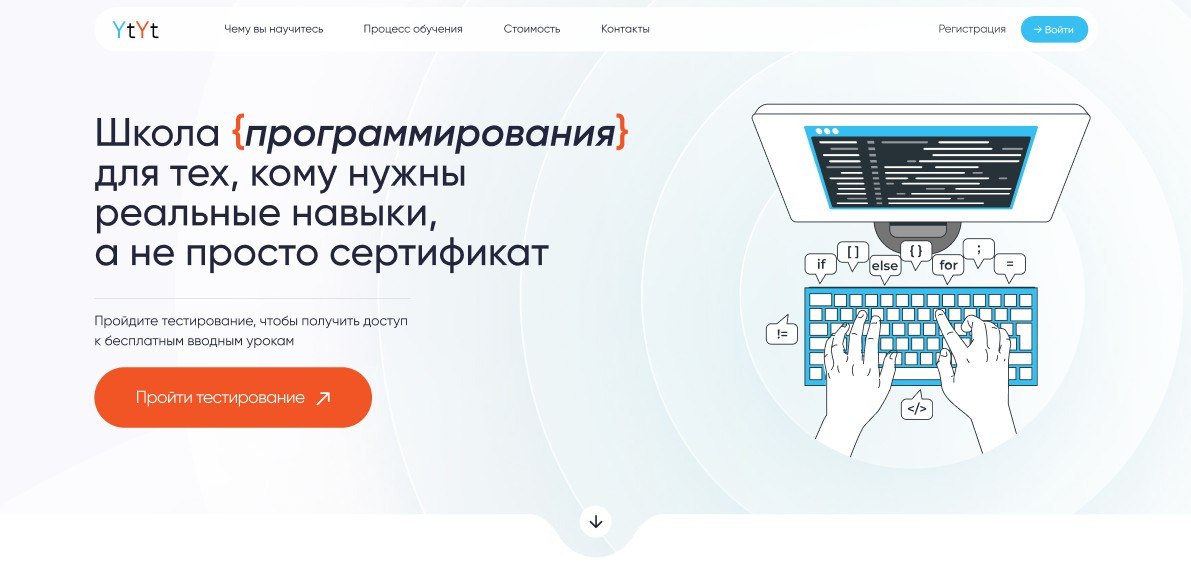 YtYt
Чему вы научитесь
Процесс обучения
Стоимость
Контакты
Регистрация
→ Войти
Школа {программирования}
для тех, кому нужны
реальные навыки,
а не просто сертификат
Пройдите тестирование, чтобы получить доступ
к бесплатным вводным урокам
Пройти тестирование
if
[ ]
else
{ }
for
;
=
!=
</>